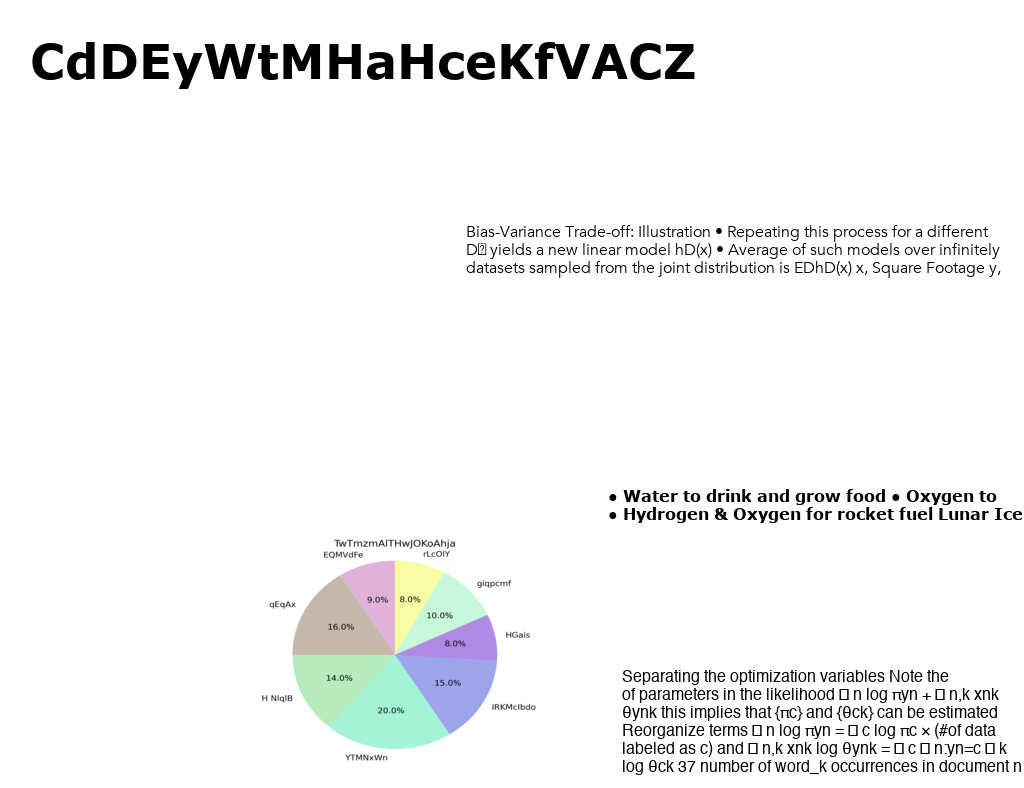 CdDEyWtMHaHceKfVACZ
Bias-Variance Trade-off: Illustration • Repeating this process for a different
D yields a new linear model hD(x) • Average of such models over infinitely
datasets sampled from the joint distribution is EDhD(x) x, Square Footage y,
● Water to drink and grow food ● Oxygen to
● Hydrogen & Oxygen for rocket fuel Lunar Ice
TwTmzmAlTHwJOKoAhja
EQMVdFe
rLcOlY
giqpcmf
qEqAx
9.0%
8.0%
10.0%
16.0%
HGais
8.0%
14.0%
15.0%
H NlqlB
IRKMcIbdo
20.0%
YTMNxWn
Separating the optimization variables Note the
of parameters in the likelihood n log πyn + n,k xnk
θynk this implies that {πc} and {θck} can be estimated
Reorganize terms n log πyn = c log πc × (#of data
labeled as c) and n,k xnk log θynk = c n:yn=c k
log θck 37 number of word_k occurrences in document n